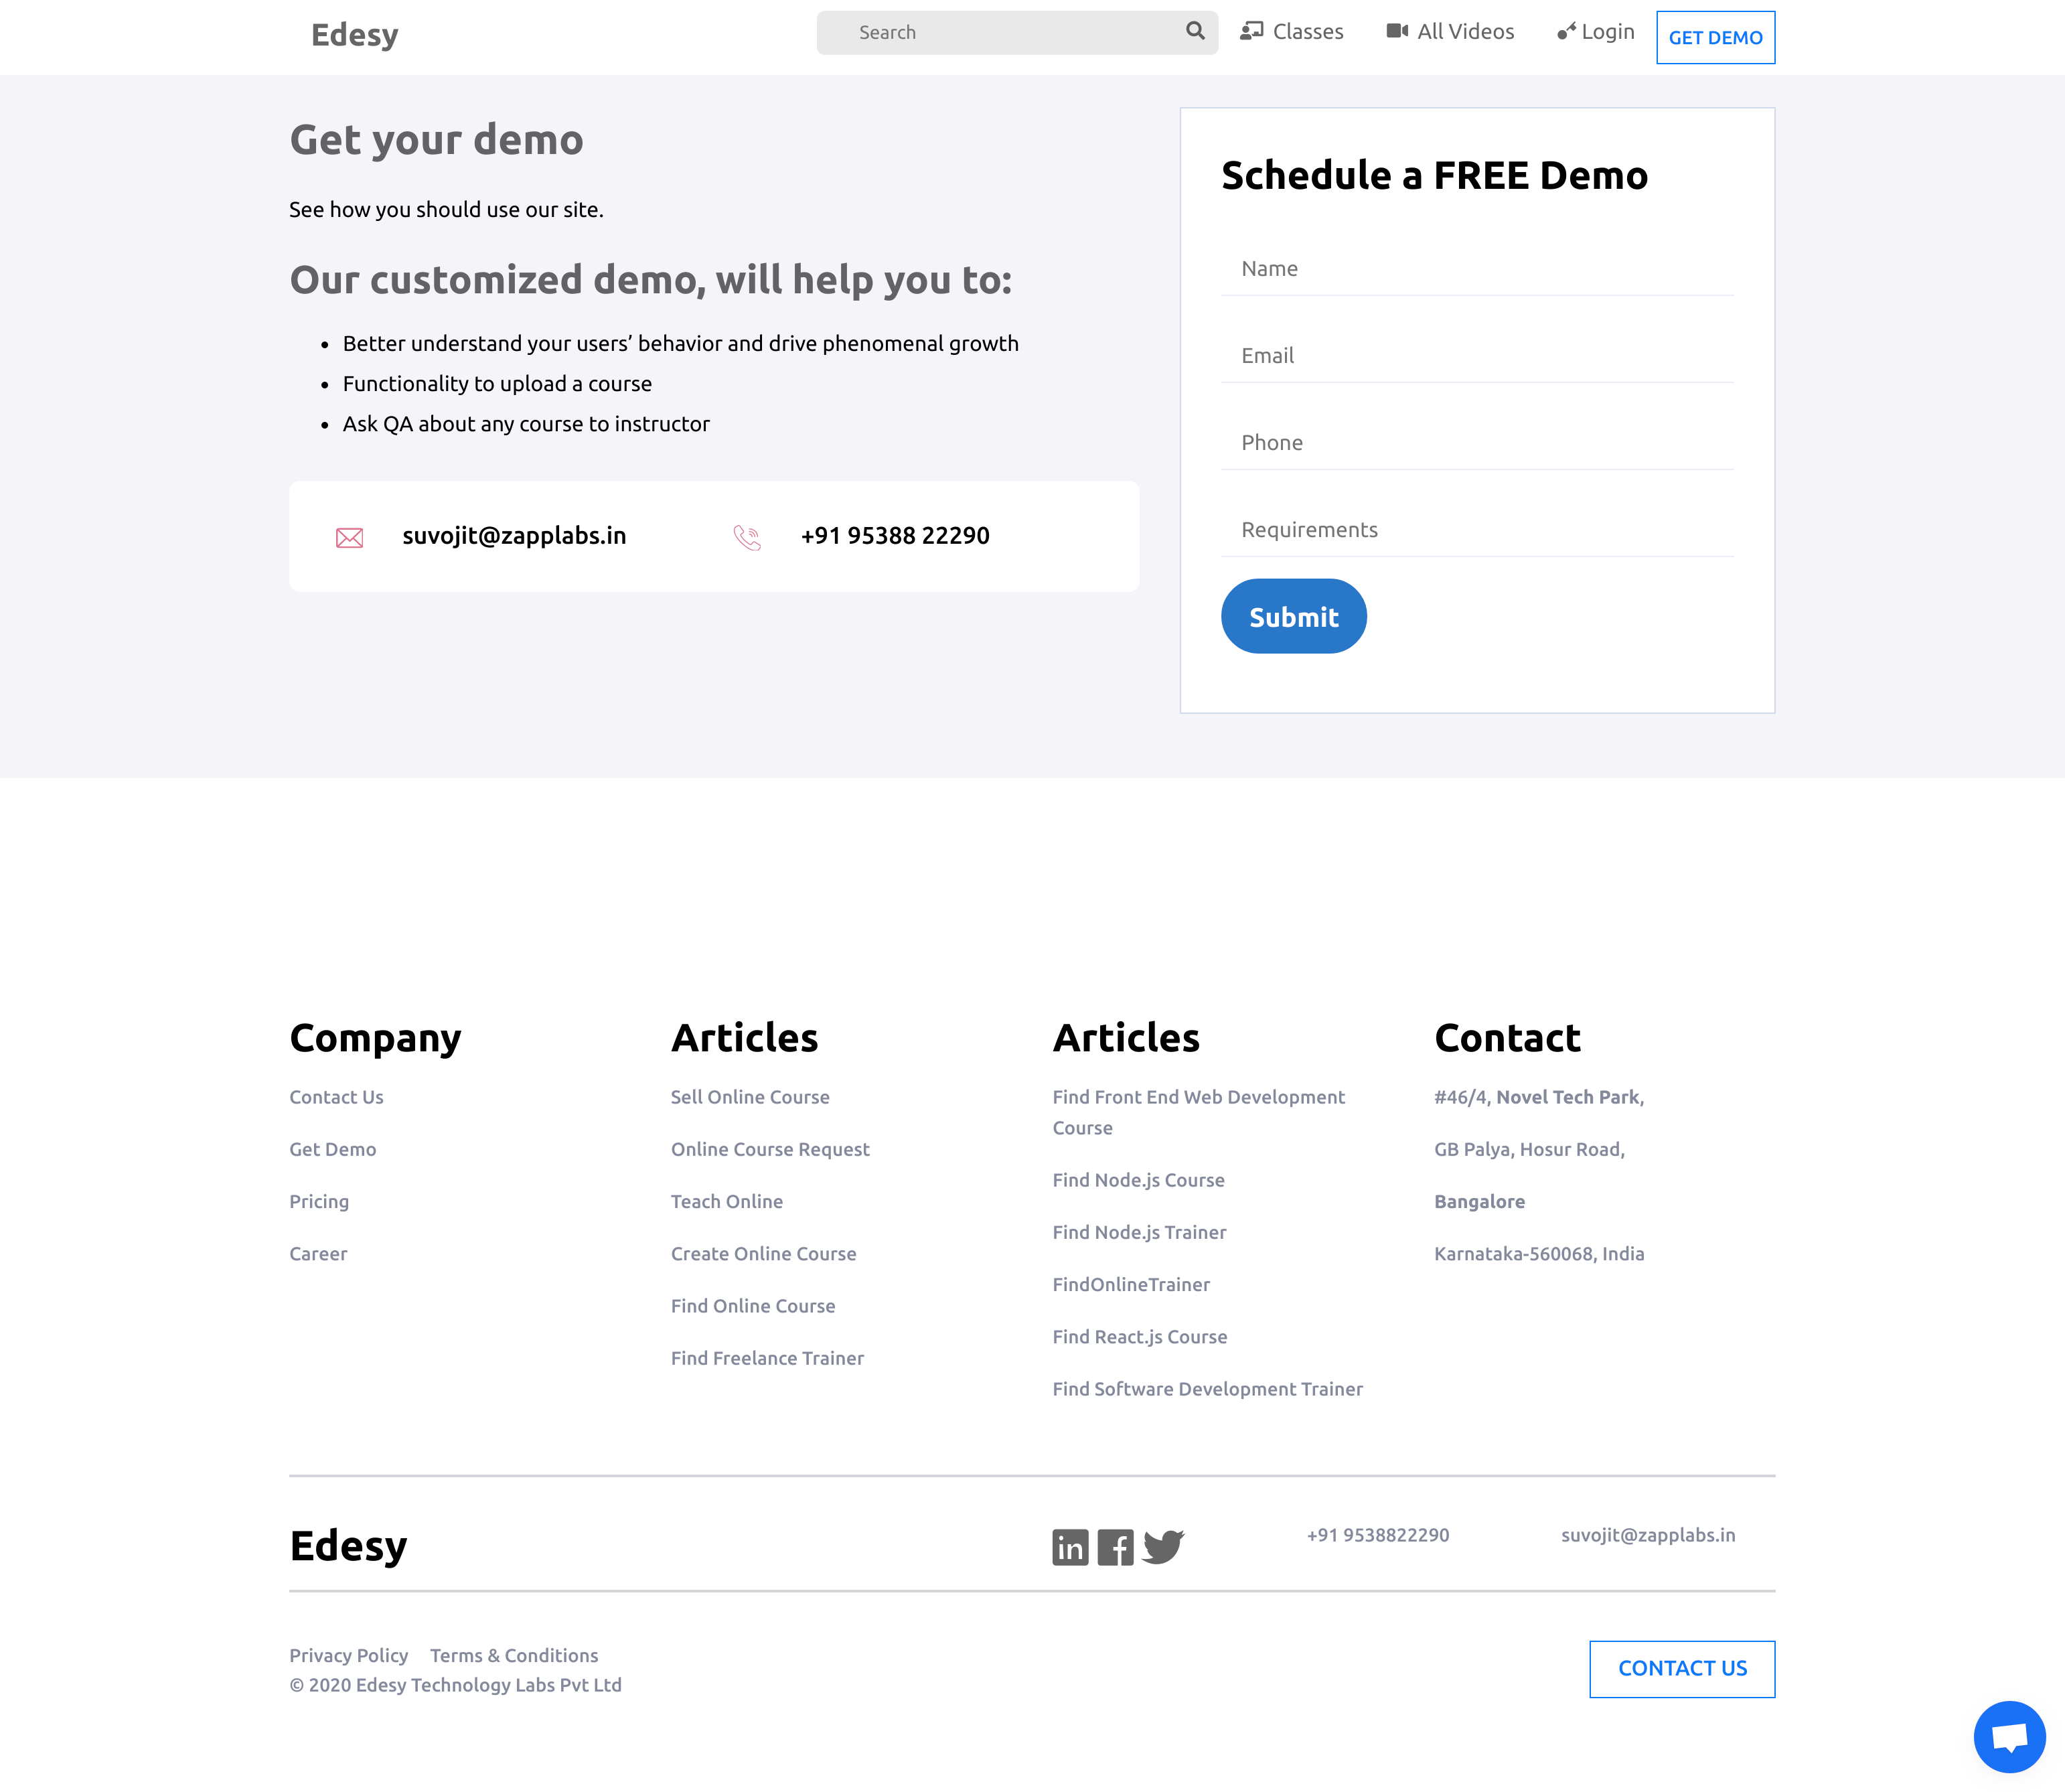 Edesy
Search
Classes
All Videos
Login
GET DEMO
Get your demo
See how you should use our site.
Our customized demo, will help you to:
Better understand your users’ behavior and drive phenomenal growth
Functionality to upload a course
Ask QA about any course to instructor
suvojit@zapplabs.in
+91 95388 22290
Schedule a FREE Demo
Name
Email
Phone
Requirements
Submit
Company
Contact Us
Get Demo
Pricing
Career
Articles
Sell Online Course
Online Course Request
Teach Online
Create Online Course
Find Online Course
Find Freelance Trainer
Articles
Find Front End Web Development
Course
Find Node.js Course
Find Node.js Trainer
FindOnlineTrainer
Find React.js Course
Find Software Development Trainer
Contact
#46/4, Novel Tech Park,
GB Palya, Hosur Road,
Bangalore
Karnataka-560068, India
Edesy
in
f
+91 9538822290
suvojit@zapplabs.in
Privacy Policy
Terms & Conditions
© 2020 Edesy Technology Labs Pvt Ltd
CONTACT US